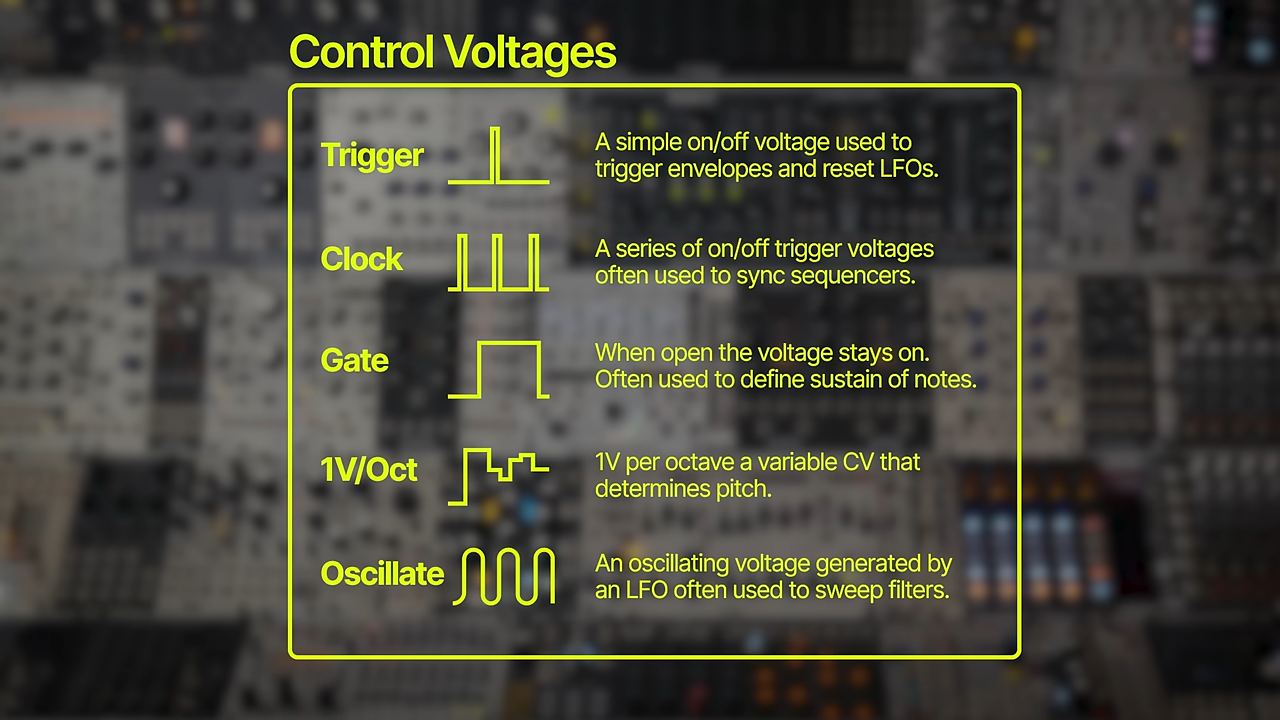 Control Voltages
Trigger
A simple on/off voltage used to
trigger envelopes and reset LFOs.
Clock
A series of on/off trigger voltages
often used to sync sequencers.
Gate
When open the voltage stays on.
Often used to define sustain of notes.
1V/Oct
1V per octave a variable CV that
determines pitch.
Oscillate
An oscillating voltage generated by
an LFO often used to sweep filters.